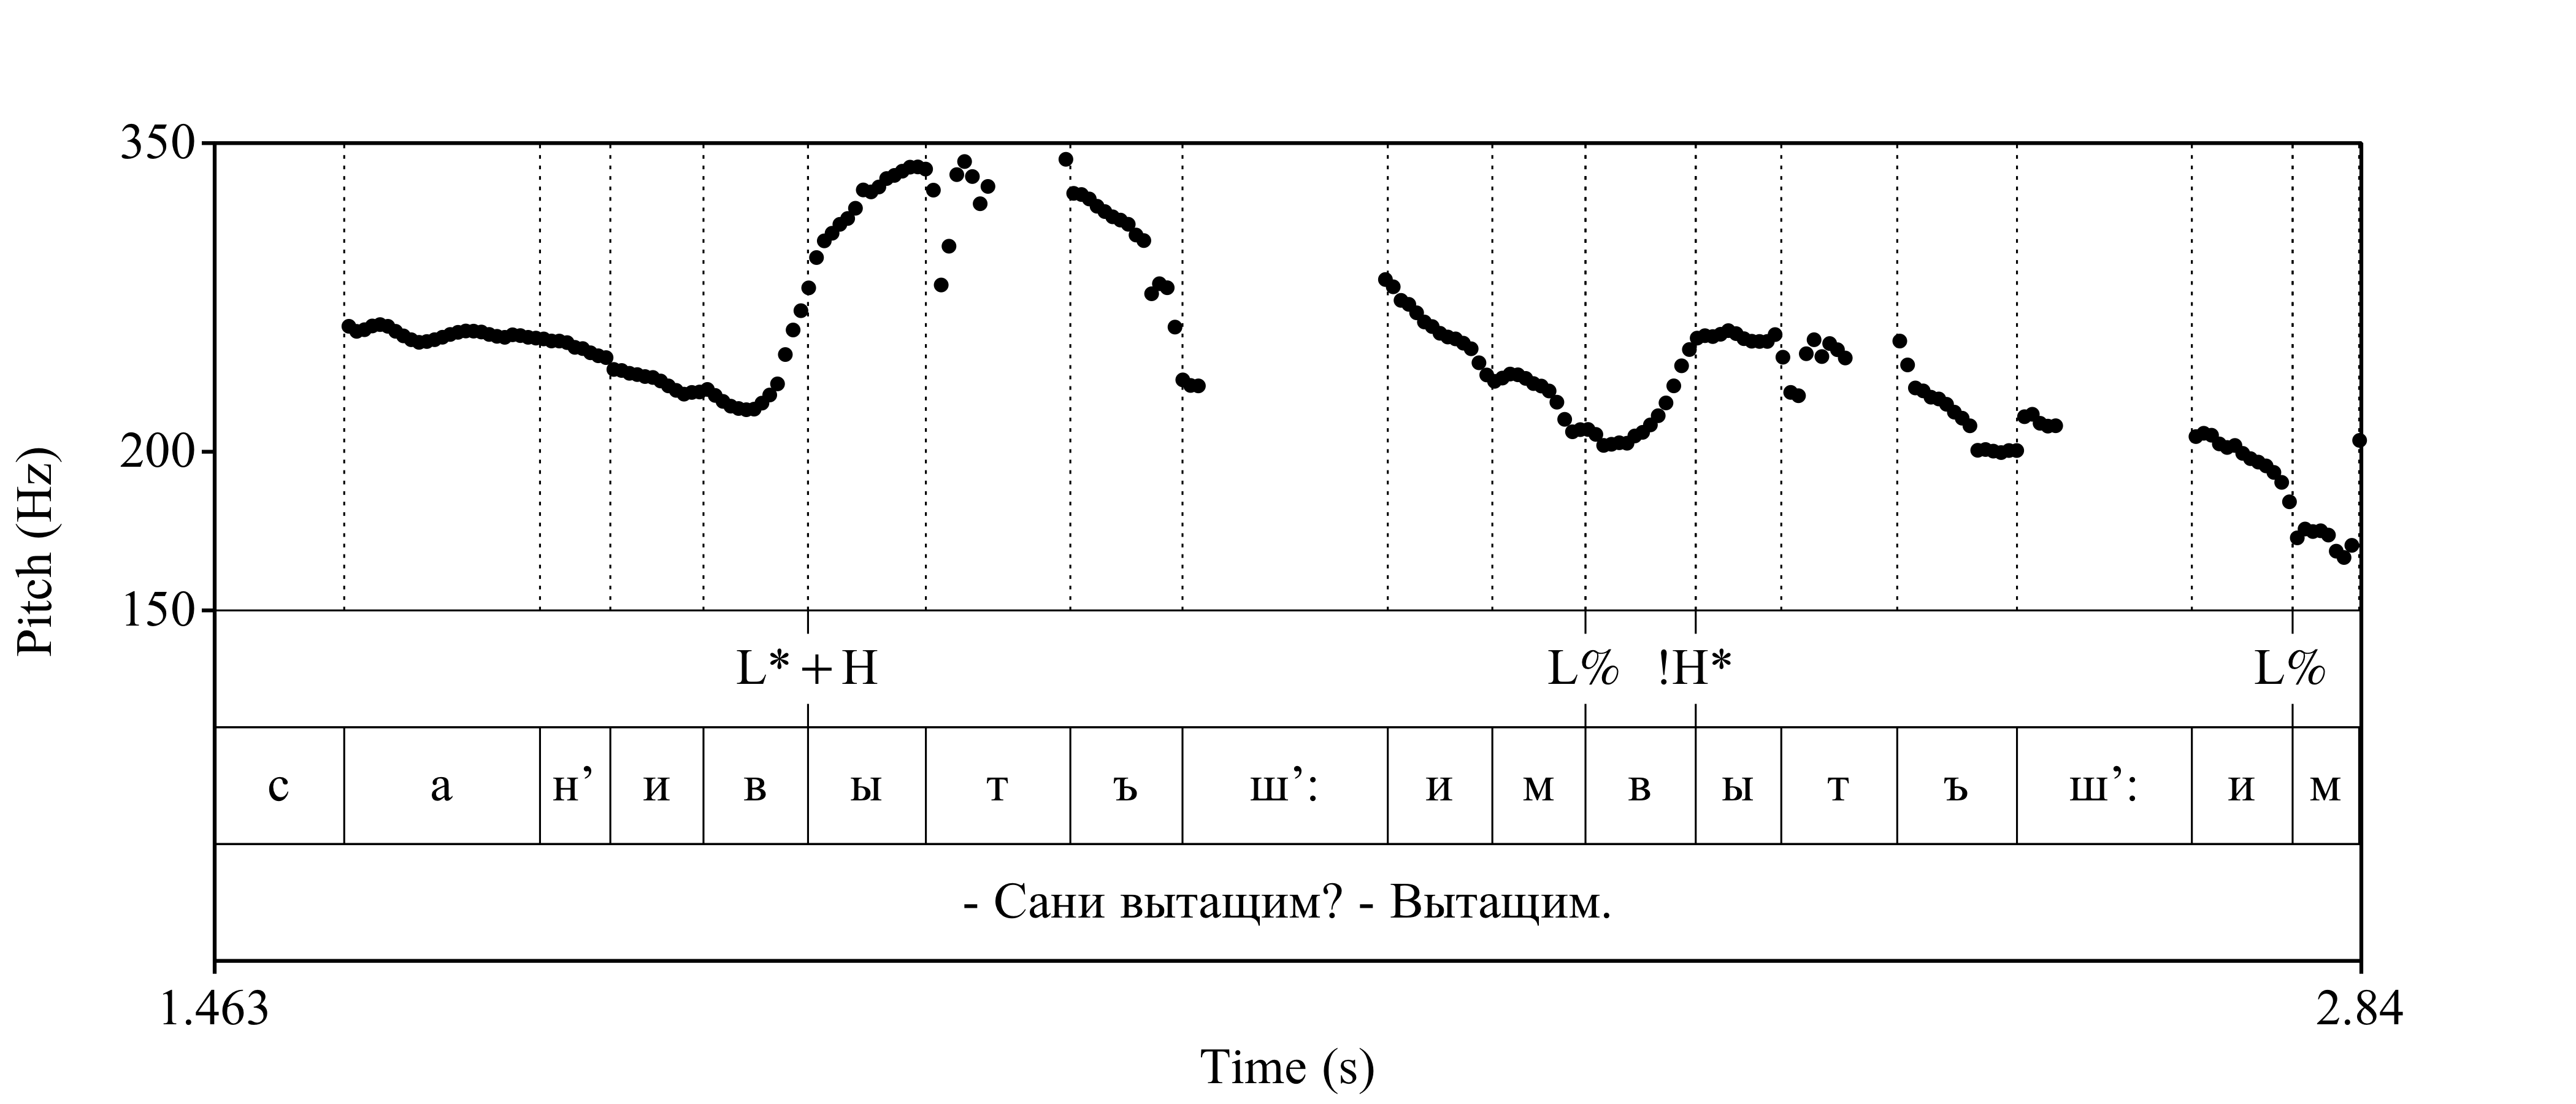 350
200
150
Pitch (Hz)
L*+H L% !H* L%
с а н’ и в ы т ъ ш’: и м в ы т ъ ш’: и м
- Сани вытащим? - Вытащим.
1.463 2.84
Time (s)